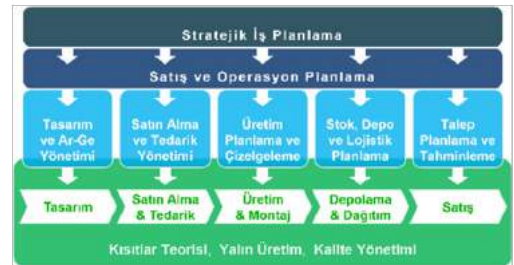 Stratejik İş Planlama
Satış ve Operasyon Planlama
Tasarım
ve Ar-Ge
Yönetimi
Satın Alma
ve Tedarik
Yönetimi
Üretim
Planlama ve
Çizelgeleme
Stok, Depo
ve Lojistik
Planlama
Talep
Planlama ve
Tahminleme
Tasarım
Satın Alma
& Tedarik
Üretim
& Montaj
Depolama
& Dağıtım
Satış
Kısıtlar Teorisi, Yalın Üretim, Kalite Yönetimi